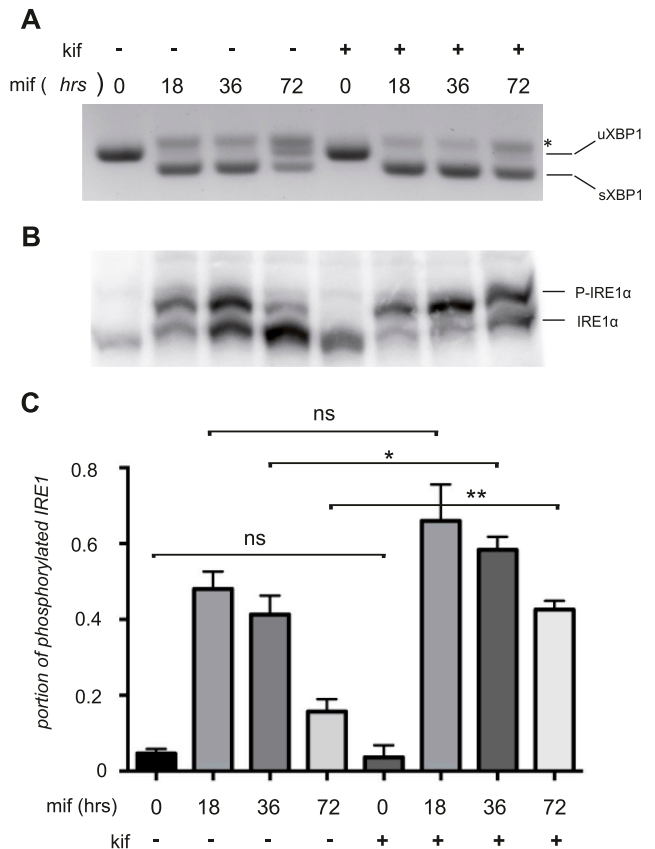 A
kif - - - - + + + +
mif ( hrs ) 0 18 36 72 0 18 36 72
* uXBP1
sXBP1
B
P-IRE1α
IRE1α
C
ns
*
**
ns
portion of phosphorylated IRE1
0.8
0.6
0.4
0.2
0
mif (hrs) 0 18 36 72 0 18 36 72
kif - - - - + + + +